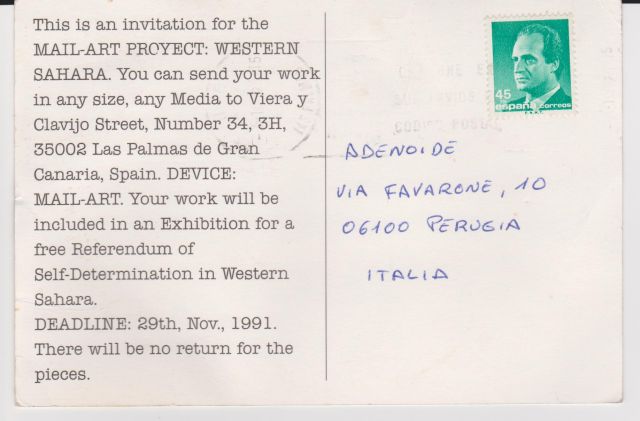 This is an invitation for the
MAIL-ART PROYECT: WESTERN
SAHARA. You can send your work
in any size, any Media to Viera y
Clavijo Street, Number 34, 3H,
35002 Las Palmas de Gran
Canaria, Spain. DEVICE:
MAIL-ART. Your work will be
included in an Exhibition for a
free Referendum of
Self-Determination in Western
Sahara.
DEADLINE: 29th, Nov., 1991.
There will be no return for the
pieces.
45
españa correos
ADENOIDE
VIA FAVARONE, 10
06100 PERUGIA
ITALIA